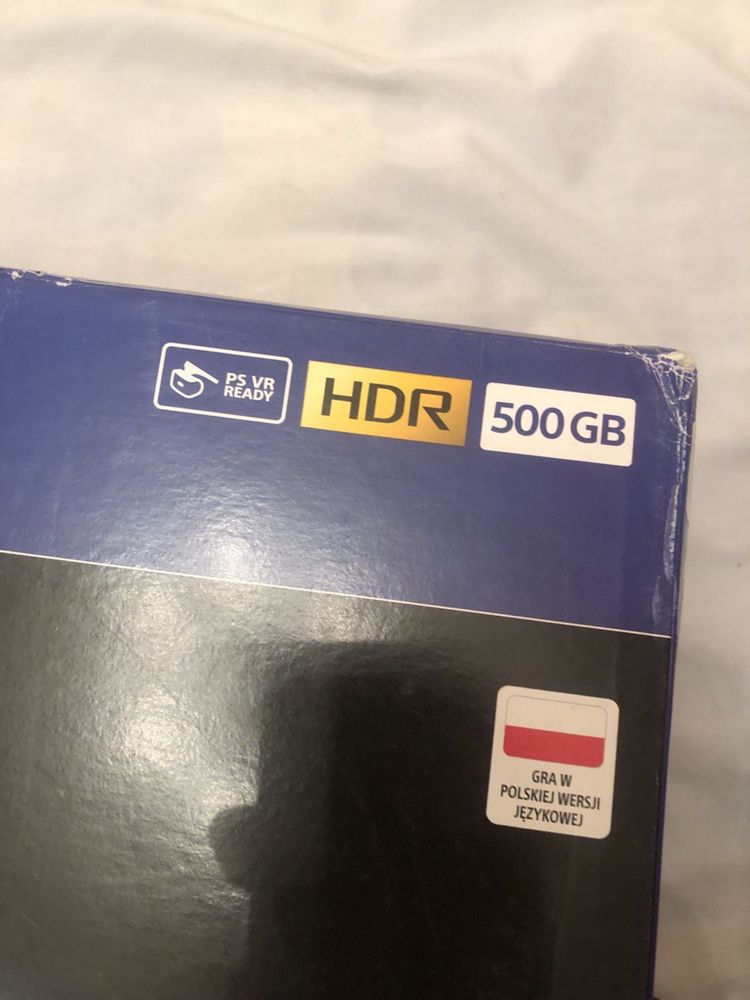 PS VR
READY
HDR
500 GB
GRA W
POLSKIEJ WERSJI
JĘZYKOWEJ